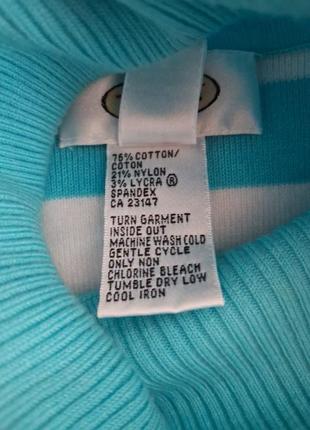 76% COTTON/
COTON
21% NYLON
3% LYCRA ®
SPANDEX
CA 23147
TURN GARMENT
INSIDE OUT
MACHINE WASH COLD
GENTLE CYCLE
ONLY NON
CHLORINE BLEACH
TUMBLE DRY LOW
COOL IRON